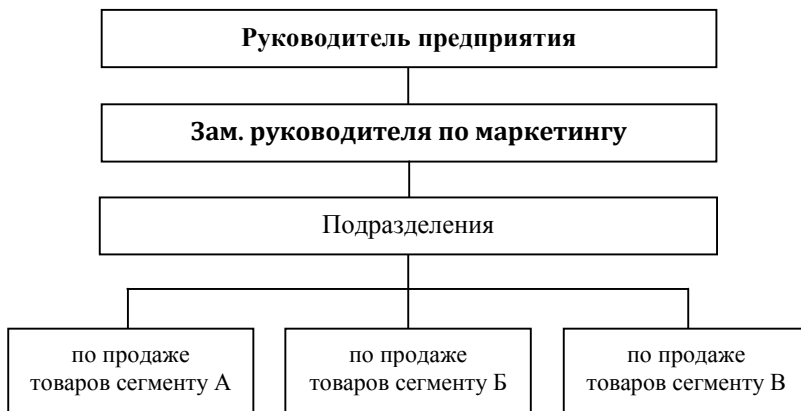 Руководитель предприятия
Зам. руководителя по маркетингу
Подразделения
по продаже
товаров сегменту А
по продаже
товаров сегменту Б
по продаже
товаров сегменту В